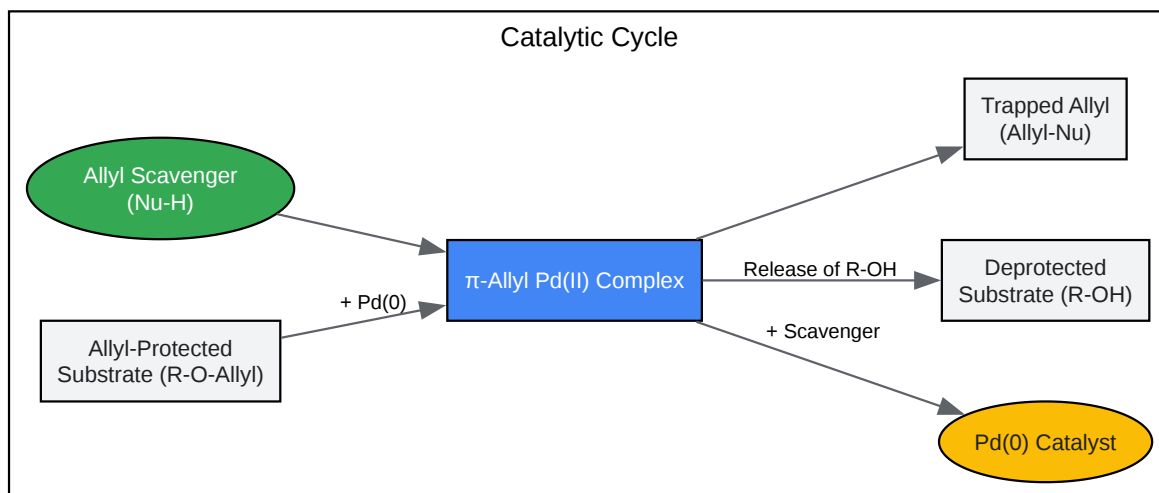 Catalytic Cycle
Trapped Allyl
(Allyl-Nu)
Allyl Scavenger
(Nu-H)
π-Allyl Pd(II) Complex
Release of R-OH
Deprotected
Substrate (R-OH)
+ Pd(0)
+ Scavenger
Allyl-Protected
Substrate (R-O-Allyl)
Pd(0) Catalyst